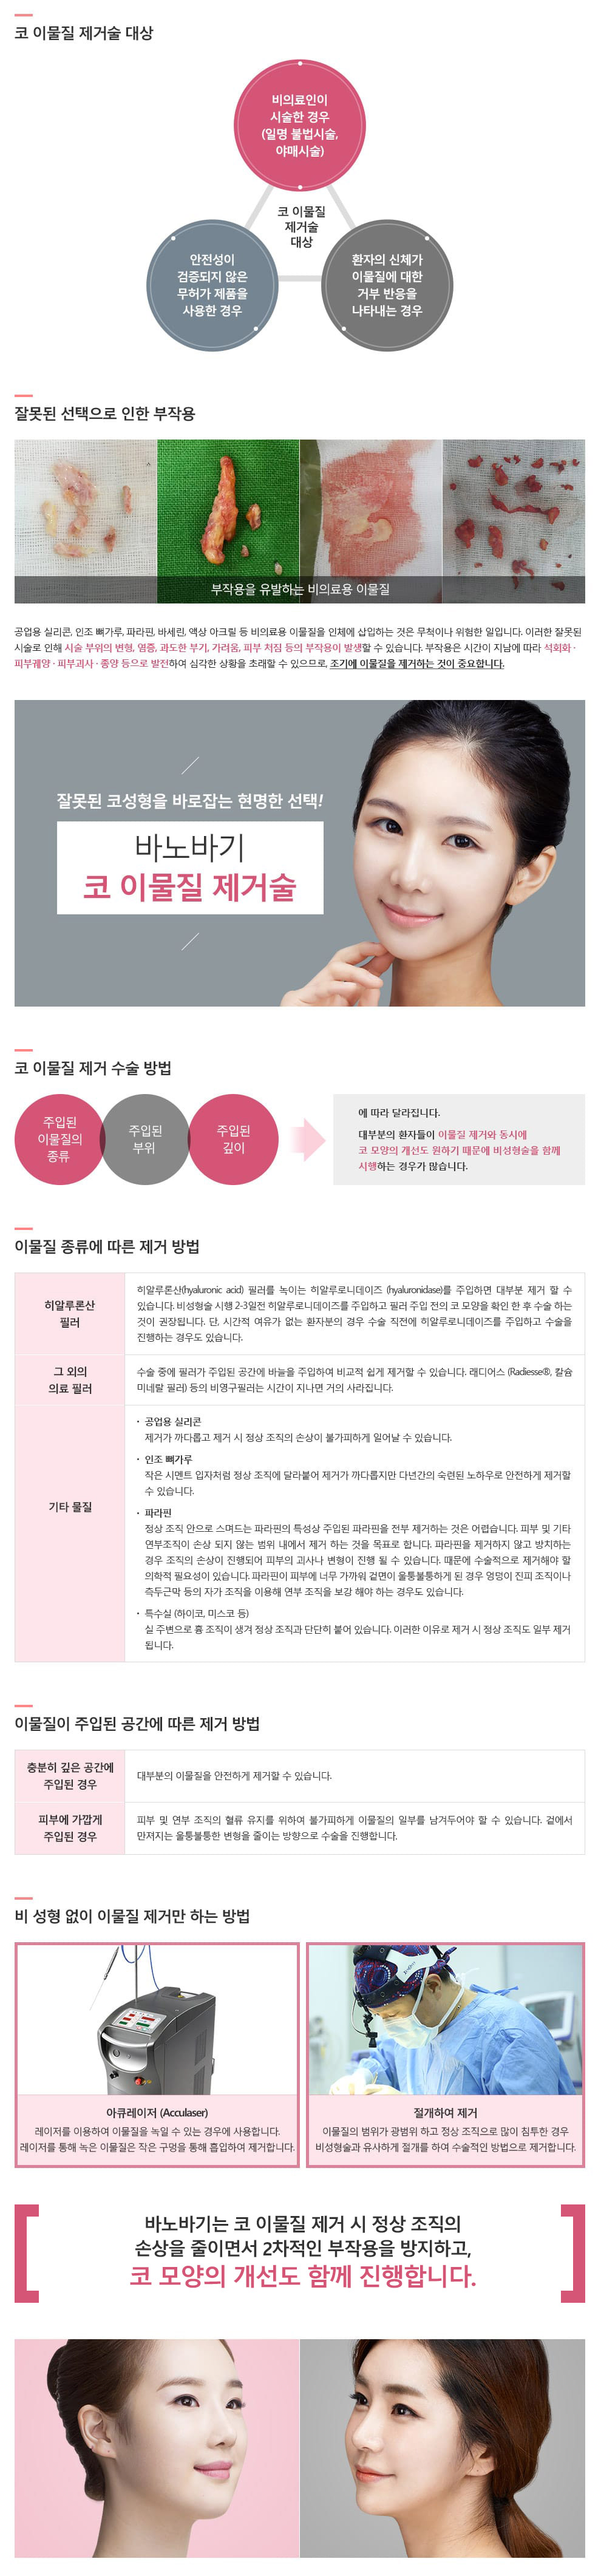 코 이물질 제거술 대상
비의료인이
시술한 경우
(일명 불법시술,
야매시술)
코 이물질
제거술
대상
안전성이
검증되지 않은
무허가 제품을
사용한 경우
환자의 신체가
이물질에 대한
거부 반응을
나타내는 경우
잘못된 선택으로 인한 부작용
부작용을 유발하는 비의료용 이물질
공업용 실리콘, 인조 뼈가루, 파라핀, 바세린, 액상 아크릴 등 비의료용 이물질을 인체에 삽입하는 것은 무척이나 위험한 일입니다. 이러한 잘못된
시술로 인해 시술 부위의 변형, 염증, 과도한 부기, 가려움, 피부 처짐 등의 부작용이 발생할 수 있습니다. 부작용은 시간이 지남에 따라 석회화 ·
피부궤양 · 피부괴사 · 종양 등으로 발전하여 심각한 상황을 초래할 수 있으므로, 조기에 이물질을 제거하는 것이 중요합니다.
잘못된 코성형을 바로잡는 현명한 선택!
바노바기
코 이물질 제거술
코 이물질 제거 수술 방법
주입된
이물질의
종류
주입된
부위
주입된
깊이
에 따라 달라집니다.
대부분의 환자들이 이물질 제거와 동시에
코 모양의 개선도 원하기 때문에 비성형술을 함께
시행하는 경우가 많습니다.
이물질 종류에 따른 제거 방법
히알루론산
필러
히알루론산(hyaluronic acid) 필러를 녹이는 히알루로니데이즈 (hyaluronidase)를 주입하면 대부분 제거 할 수
있습니다. 비성형술 시행 2-3일전 히알루로니데이즈를 주입하고 필러 주입 전의 코 모양을 확인 한 후 수술 하는
것이 권장됩니다. 단, 시간적 여유가 없는 환자분의 경우 수술 직전에 히알루로니데이즈를 주입하고 수술을
진행하는 경우도 있습니다.
그 외의
의료 필러
수술 중에 필러가 주입된 공간에 바늘을 주입하여 비교적 쉽게 제거할 수 있습니다. 래디어스 (Radiesse®, 칼슘
미네랄 필러) 등의 비영구필러는 시간이 지나면 거의 사라집니다.
기타 물질
· 공업용 실리콘
제거가 까다롭고 제거 시 정상 조직의 손상이 불가피하게 일어날 수 있습니다.
· 인조 뼈가루
작은 시멘트 입자처럼 정상 조직에 달라붙어 제거가 까다롭지만 다년간의 숙련된 노하우로 안전하게 제거할
수 있습니다.
· 파라핀
정상 조직 안으로 스며드는 파라핀의 특성상 주입된 파라핀을 전부 제거하는 것은 어렵습니다. 피부 및 기타
연부조직이 손상 되지 않는 범위 내에서 제거 하는 것을 목표로 합니다. 파라핀을 제거하지 않고 방치하는
경우 조직의 손상이 진행되어 피부의 괴사나 변형이 진행 될 수 있습니다. 때문에 수술적으로 제거해야 할
의학적 필요성이 있습니다. 파라핀이 피부에 너무 가까워 겉면이 울퉁불퉁하게 된 경우 엉덩이 진피 조직이나
측두근막 등의 자가 조직을 이용해 연부 조직을 보강 해야 하는 경우도 있습니다.
· 특수실 (하이코, 미스코 등)
실 주변으로 흉 조직이 생겨 정상 조직과 단단히 붙어 있습니다. 이러한 이유로 제거 시 정상 조직도 일부 제거
됩니다.
이물질이 주입된 공간에 따른 제거 방법
충분히 깊은 공간에
주입된 경우
대부분의 이물질을 안전하게 제거할 수 있습니다.
피부에 가깝게
주입된 경우
피부 및 연부 조직의 혈류 유지를 위하여 불가피하게 이물질의 일부를 남겨두어야 할 수 있습니다. 겉에서
만져지는 울퉁불퉁한 변형을 줄이는 방향으로 수술을 진행합니다.
비 성형 없이 이물질 제거만 하는 방법
아큐레이저 (Acculaser)
레이저를 이용하여 이물질을 녹일 수 있는 경우에 사용합니다.
레이저를 통해 녹은 이물질은 작은 구멍을 통해 흡입하여 제거합니다.
절개하여 제거
이물질의 범위가 광범위 하고 정상 조직으로 많이 침투한 경우
비성형술과 유사하게 절개를 하여 수술적인 방법으로 제거합니다.
바노바기는 코 이물질 제거 시 정상 조직의
손상을 줄이면서 2차적인 부작용을 방지하고,
코 모양의 개선도 함께 진행합니다.